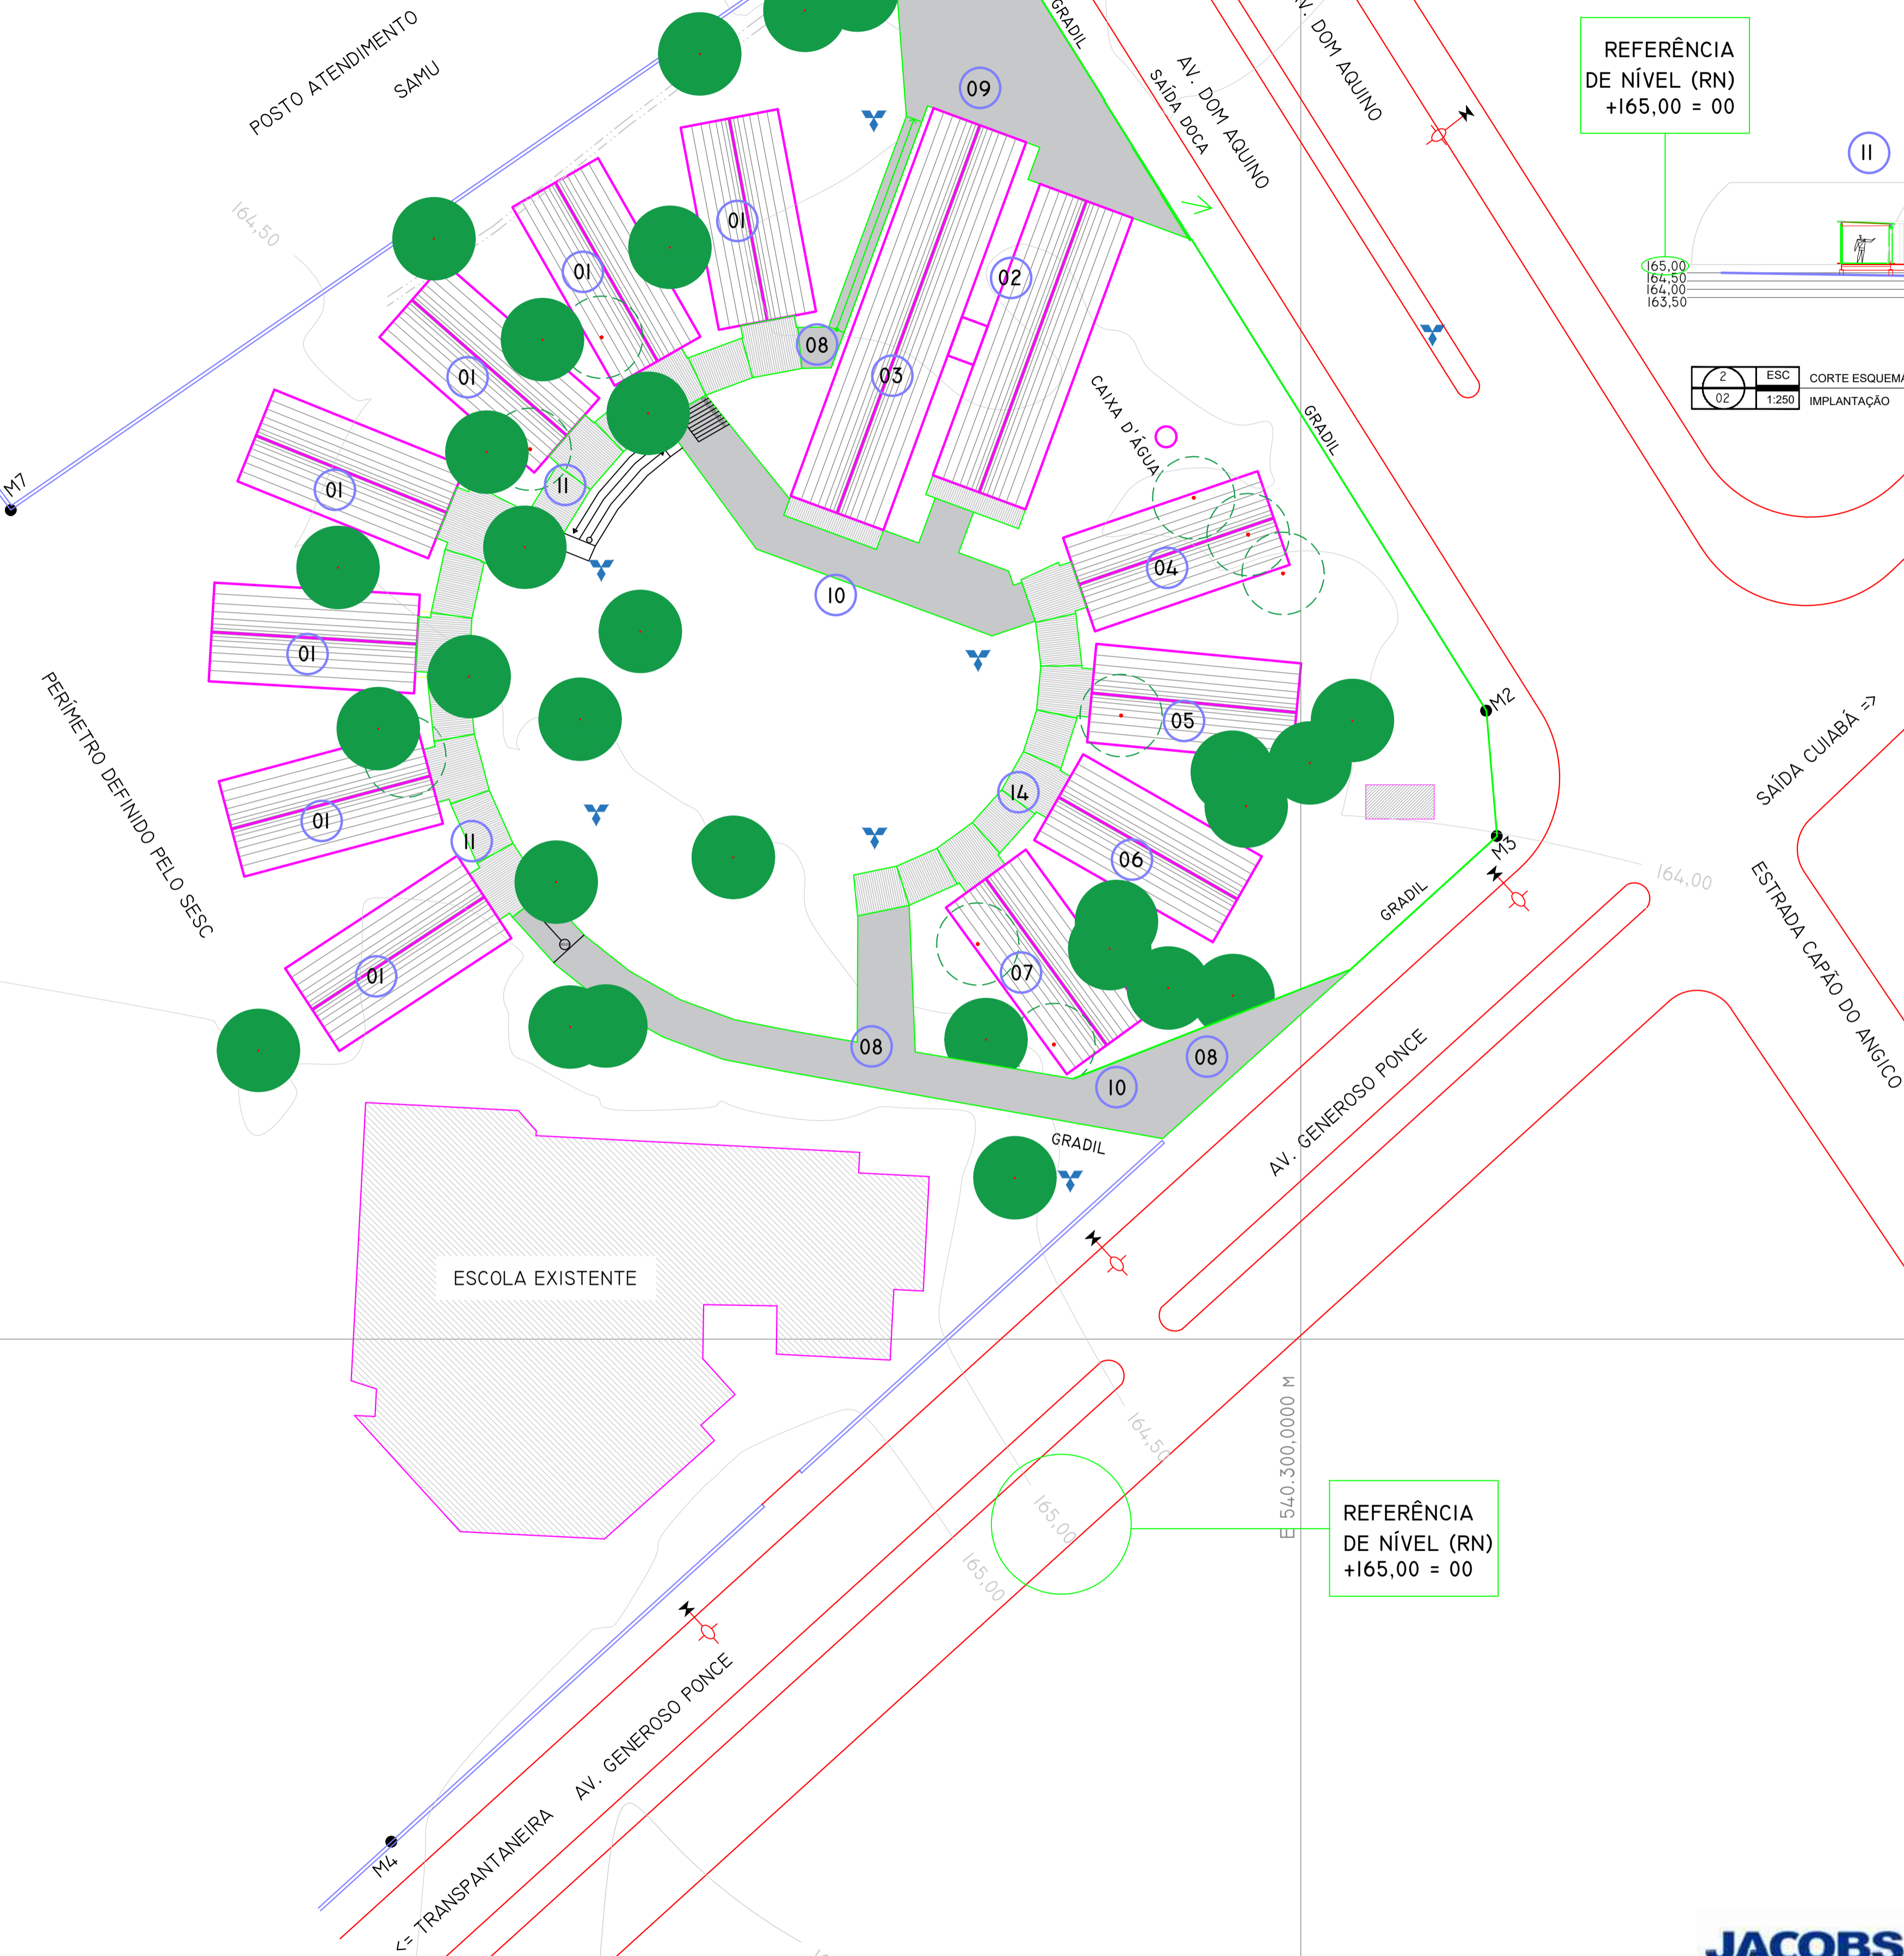 POSTO ATENDIMENTO
SAMU
GRADIL
AV. DOM AQUINO
SAÍDA DOCA
AV. DOM AQUINO
REFERÊNCIA
DE NÍVEL (RN)
+165,00 = 00
09
11
01
01
02
164,50
165,00
164,50
164,00
163,50
08
03
01
2
02
ESC
1:250
CORTE ESQUEMA
IMPLANTAÇÃO
CAIXA D'ÁGUA
GRADIL
M7
01
11
04
10
01
M2
05
SAÍDA CUIABÁ =>
PERÍMETRO DEFINIDO PELO SESC
14
01
11
M3
06
164,00
ESTRADA CAPÃO DO ANGICO
GRADIL
01
07
08
08
10
GRADIL
AV. GENEROSO PONCE
ESCOLA EXISTENTE
E 540.300,0000 M
164,50
165,00
165,00
REFERÊNCIA
DE NÍVEL (RN)
+165,00 = 00
AV. GENEROSO PONCE
<= TRANSPANTANEIRA
M4
JACOBS